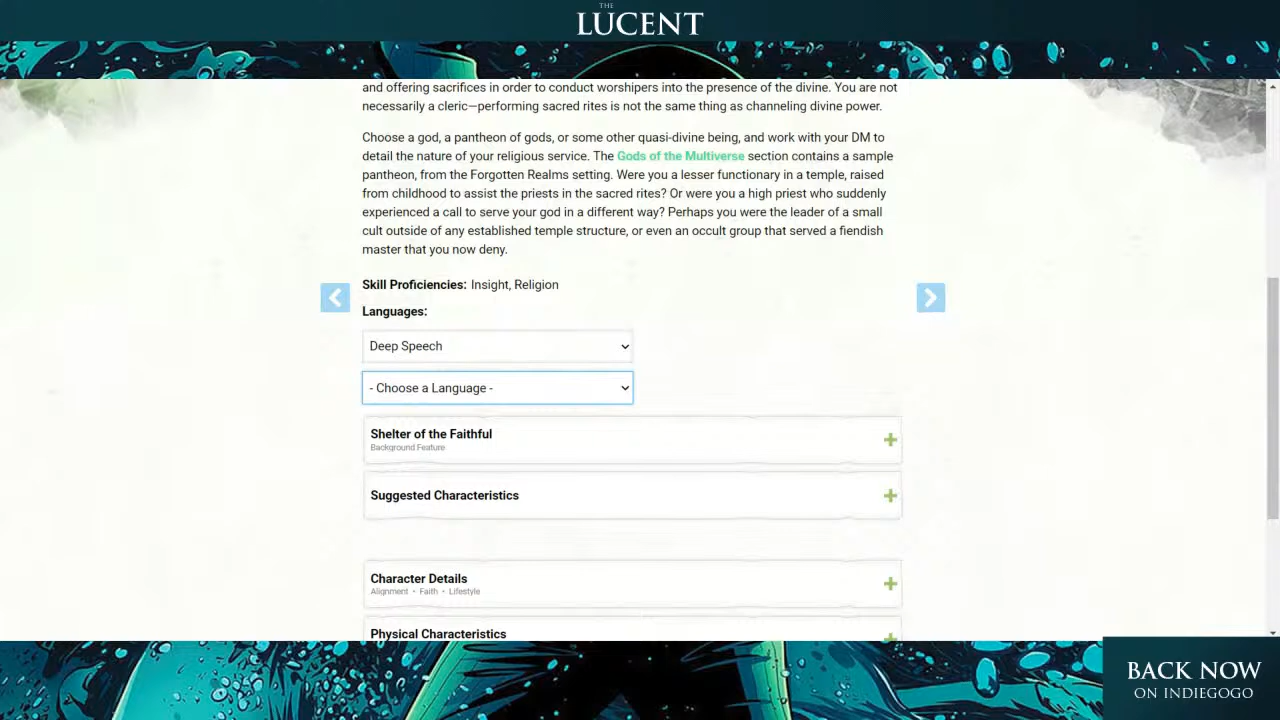 THE
LUCENT
and offering sacrifices in order to conduct worshipers into the presence of the divine. You are not
necessarily a cleric—performing sacred rites is not the same thing as channeling divine power.
Choose a god, a pantheon of gods, or some other quasi-divine being, and work with your DM to
detail the nature of your religious service. The Gods of the Multiverse section contains a sample
pantheon, from the Forgotten Realms setting. Were you a lesser functionary in a temple, raised
from childhood to assist the priests in the sacred rites? Or were you a high priest who suddenly
experienced a call to serve your god in a different way? Perhaps you were the leader of a small
cult outside of any established temple structure, or even an occult group that served a fiendish
master that you now deny.
Skill Proficiencies: Insight, Religion
Languages:
Deep Speech
- Choose a Language -
Shelter of the Faithful
Background Feature
Suggested Characteristics
Character Details
Alignment • Faith • Lifestyle
Physical Characteristics
BACK NOW
ON INDIEGOGO